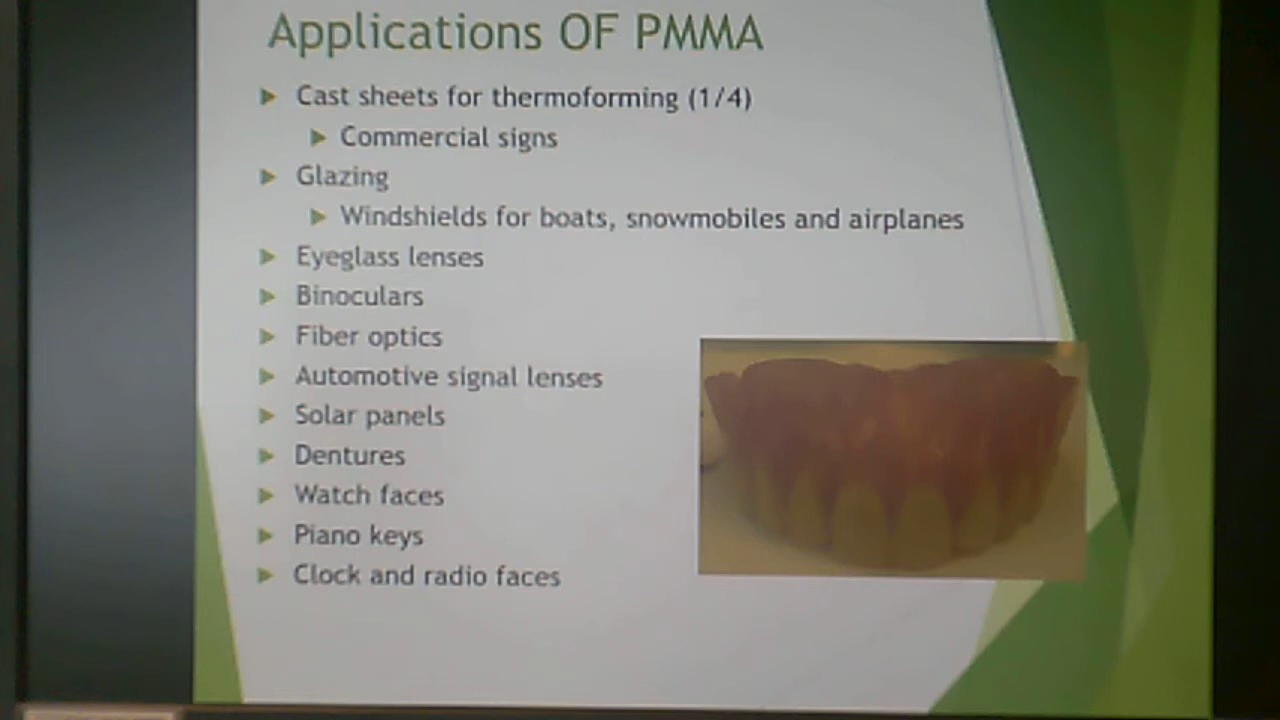 Applications OF PMMA
Cast sheets for thermoforming (1/4)
Commercial signs
Glazing
Windshields for boats, snowmobiles and airplanes
Eyeglass lenses
Binoculars
Fiber optics
Automotive signal lenses
Solar panels
Dentures
Watch faces
Piano keys
Clock and radio faces